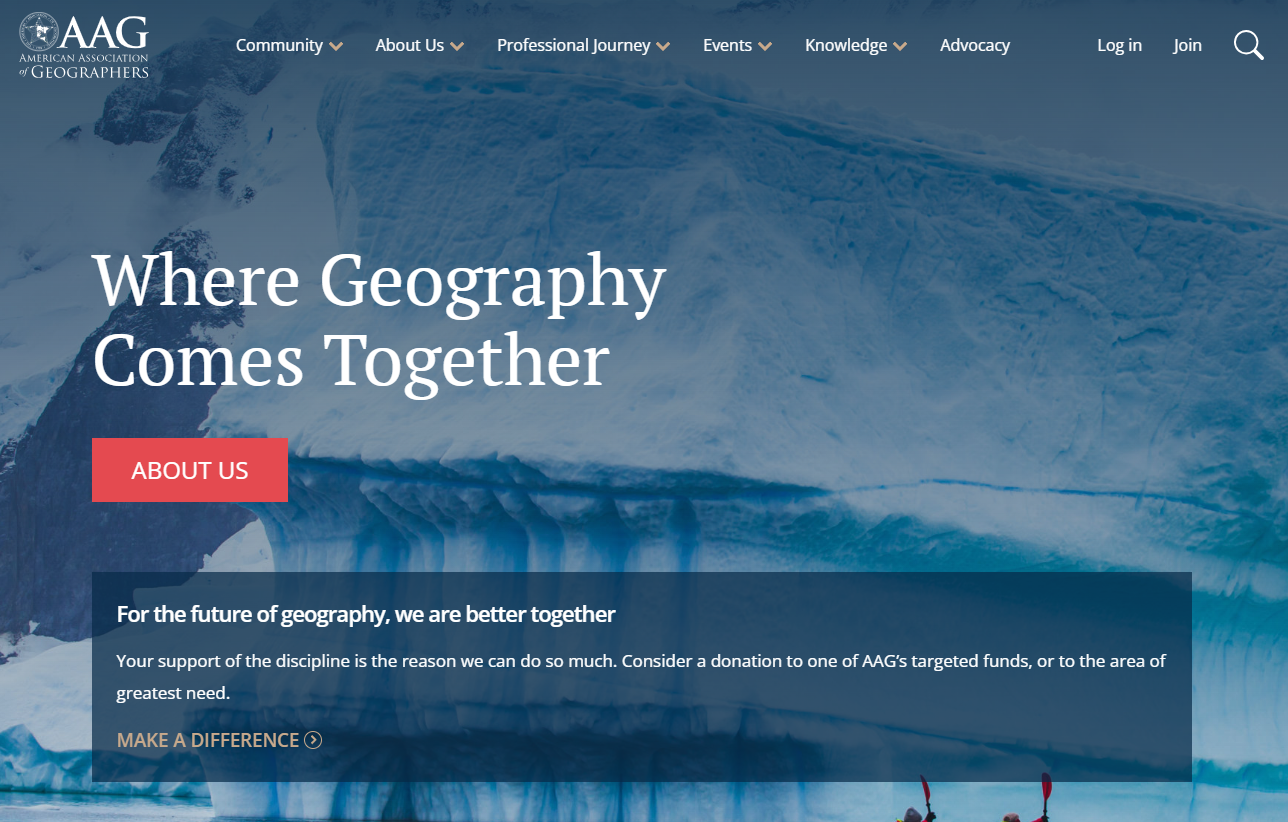 AAG
AMERICAN ASSOCIATION
of GEOGRAPHERS
Community
About Us
Professional Journey
Events
Knowledge
Advocacy
Log in
Join
Where Geography
Comes Together
ABOUT US
For the future of geography, we are better together
Your support of the discipline is the reason we can do so much. Consider a donation to one of AAG’s targeted funds, or to the area of
greatest need.
MAKE A DIFFERENCE